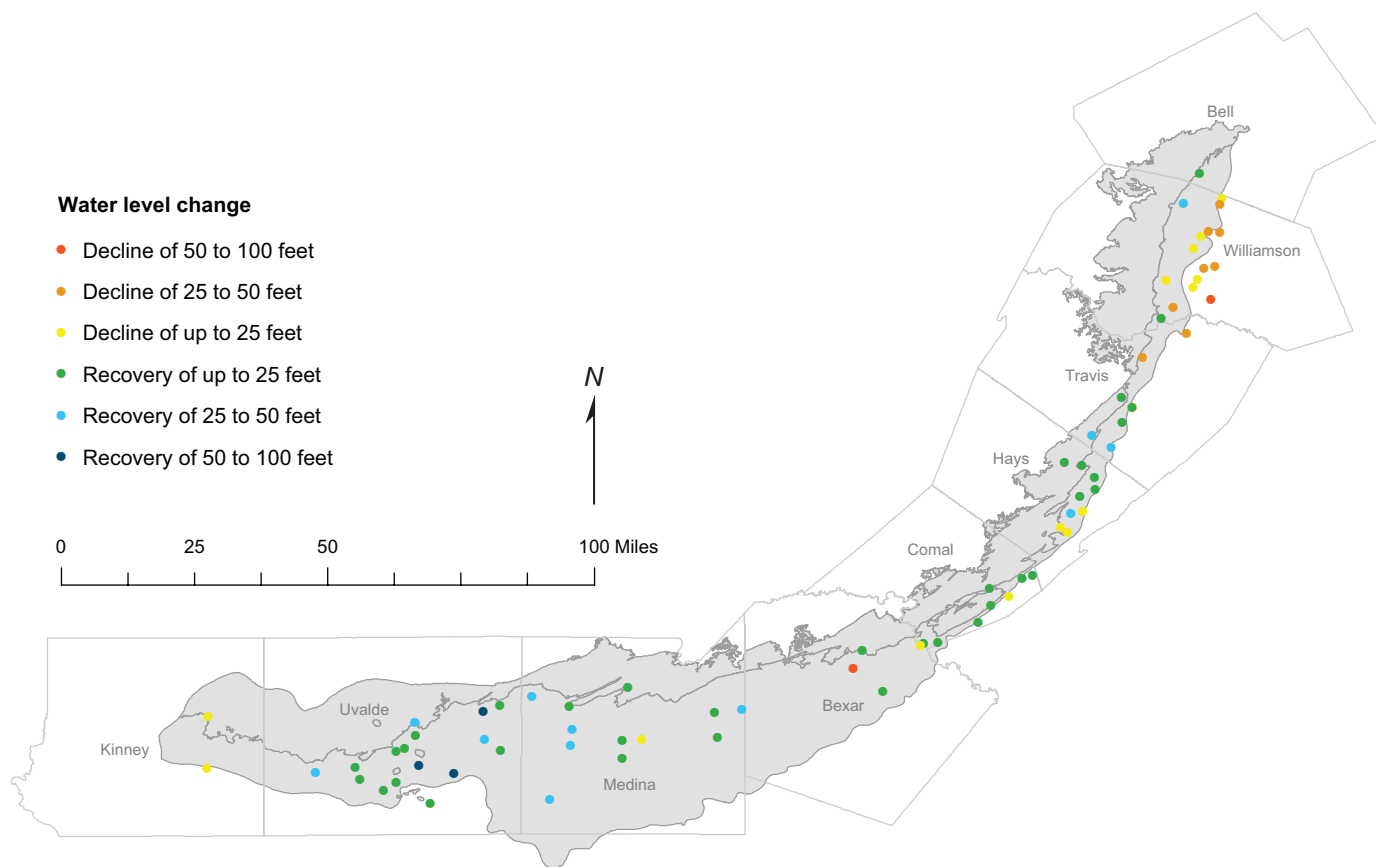 Bell
Water level change
Decline of 50 to 100 feet
Williamson
Decline of 25 to 50 feet
Decline of up to 25 feet
Recovery of up to 25 feet
N
Travis
Recovery of 25 to 50 feet
Recovery of 50 to 100 feet
Hays
0 25 50 100 Miles
Comal
Uvalde
Bexar
Kinney
Medina